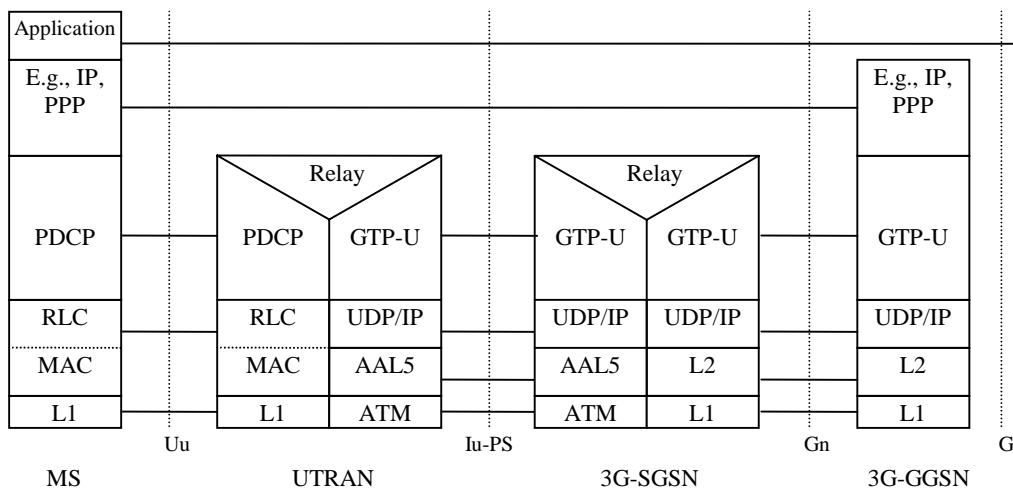 Application
E.g., IP,
PPP
E.g., IP,
PPP
Relay
Relay
PDCP
PDCP
GTP-U
GTP-U
GTP-U
GTP-U
RLC
RLC
UDP/IP
UDP/IP
UDP/IP
UDP/IP
MAC
MAC
AAL5
AAL5
L2
L2
L1
L1
ATM
ATM
L1
L1
Uu
Iu-PS
Gn
G
MS
UTRAN
3G-SGSN
3G-GGSN